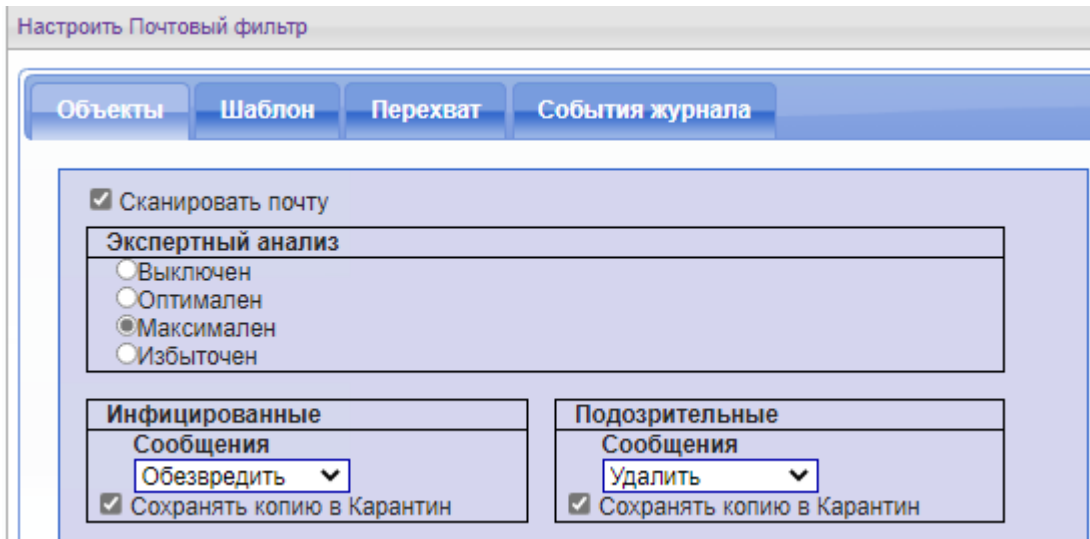 Настроить Почтовый фильтр
Объекты Шаблон Перехват События журнала
Сканировать почту
Экспертный анализ
Выключен
Оптимален
Максимален
Избыточен
Инфицированные Подозрительные
Сообщения Сообщения
Обезвредить Удалить
Сохранять копию в Карантин Сохранять копию в Карантин